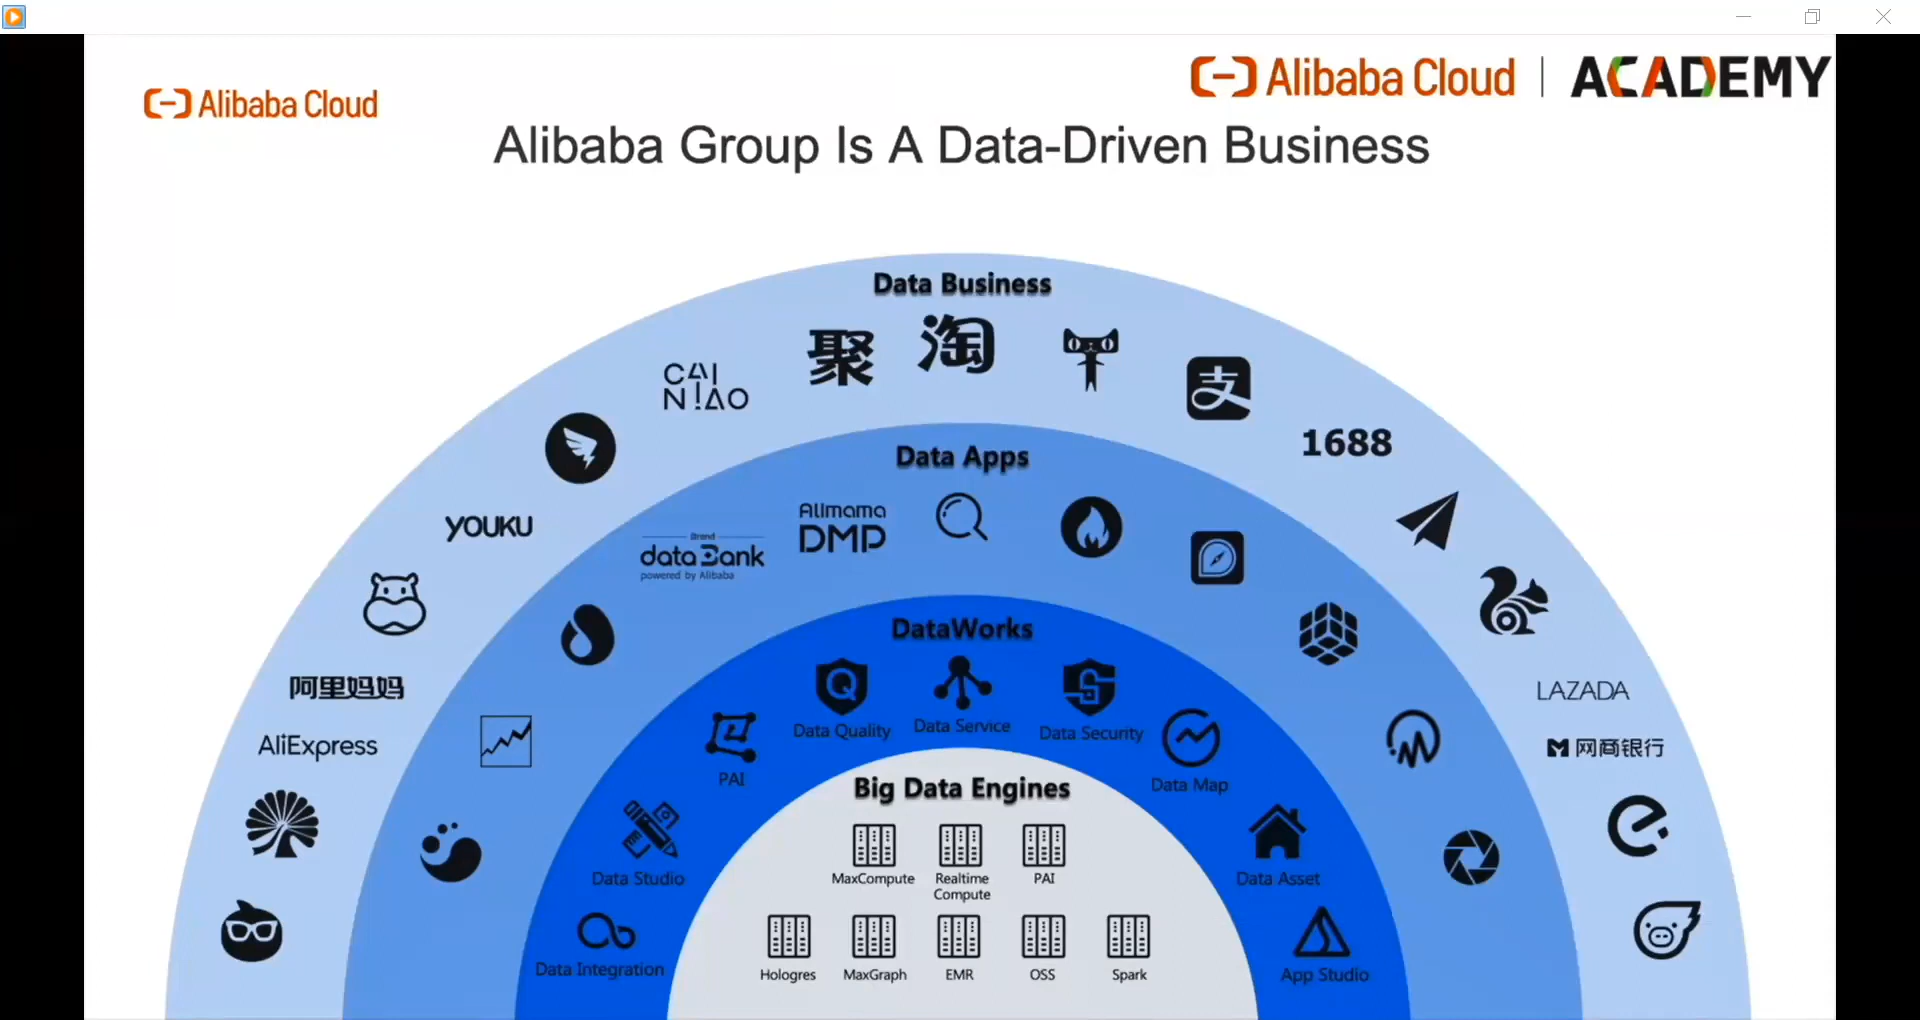 Alibaba Cloud
Alibaba Cloud | ACADEMY
Alibaba Group Is A Data-Driven Business
Data Business
CAI
NIAO
聚
淘
支
1688
YOUKU
阿里妈妈
AliExpress
LAZADA
网商银行
Data Apps
Brand
dataBank
powered by Alibaba
Alimama
DMP
DataWorks
Data Quality
Data Service
Data Security
PAI
Data Map
Data Studio
Data Asset
Data Integration
App Studio
Big Data Engines
MaxCompute
Realtime
Compute
PAI
Hologres
MaxGraph
EMR
OSS
Spark